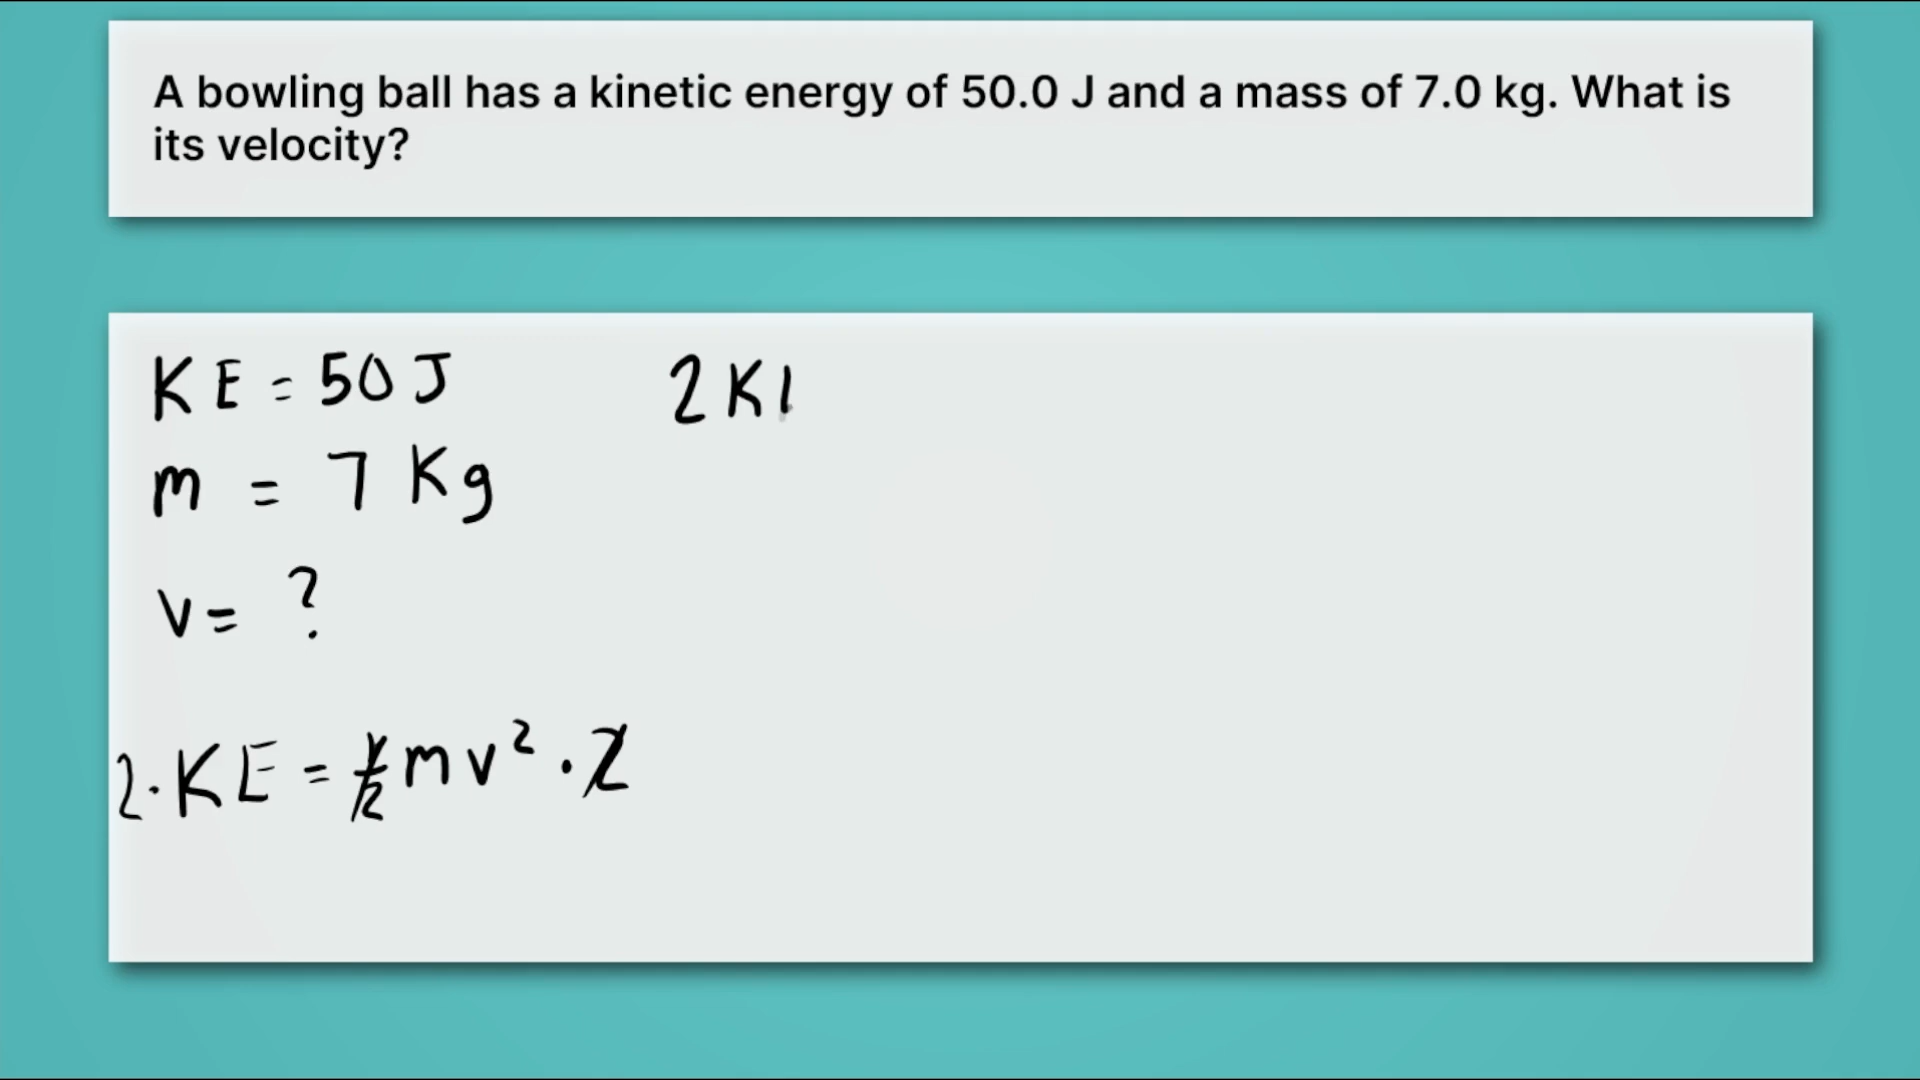 A bowling ball has a kinetic energy of 50.0 J and a mass of 7.0 kg. What is
its velocity?
KE = 50 J
m = 7 Kg
v = ?
2·KE = 1/2 mv²·2
2K